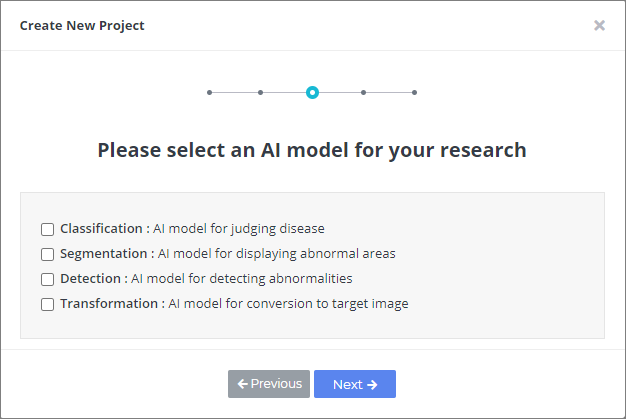 Create New Project
Please select an AI model for your research
Classification : AI model for judging disease
Segmentation : AI model for displaying abnormal areas
Detection : AI model for detecting abnormalities
Transformation : AI model for conversion to target image
Previous
Next